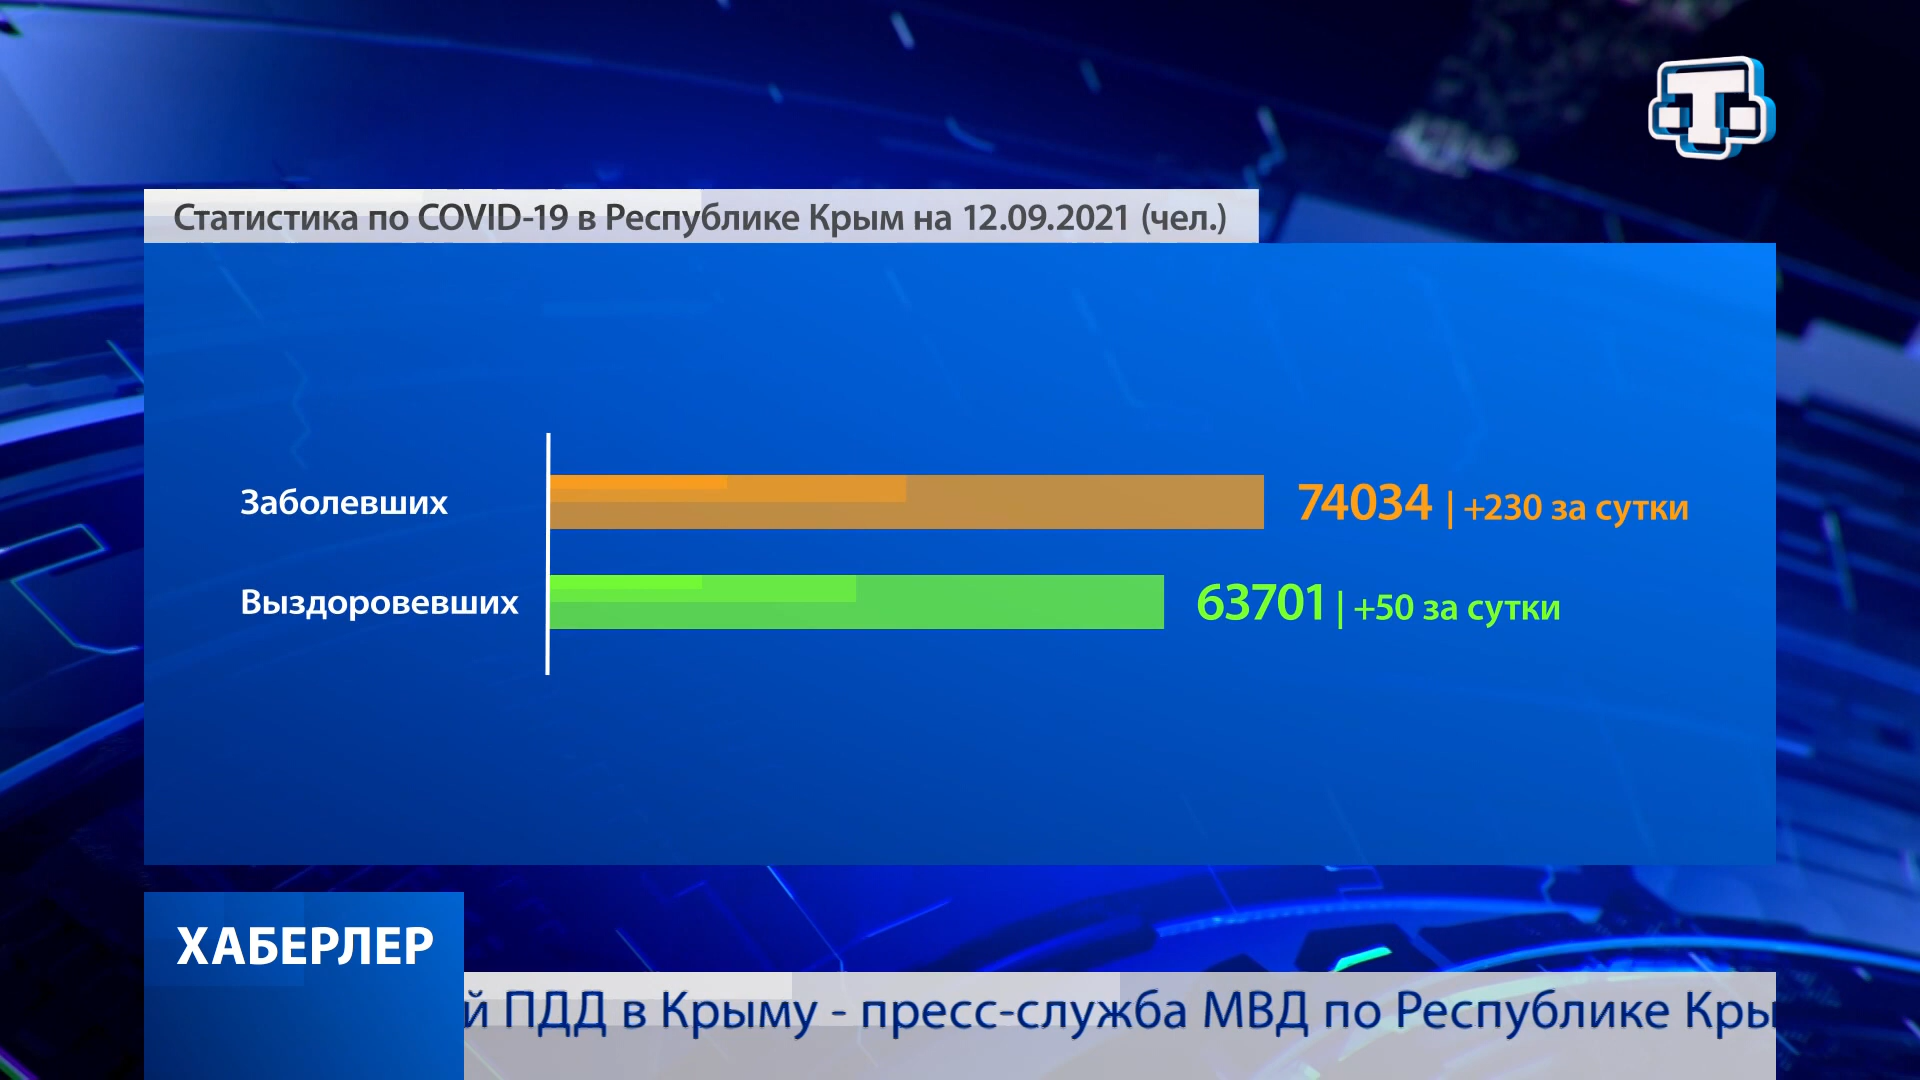 Т
Статистика по COVID-19 в Республике Крым на 12.09.2021 (чел.)
Заболевших 74034 | +230 за сутки
Выздоровевших 63701 | +50 за сутки
ХАБЕРЛЕР
й ПДД в Крыму - пресс-служба МВД по Республике Кры